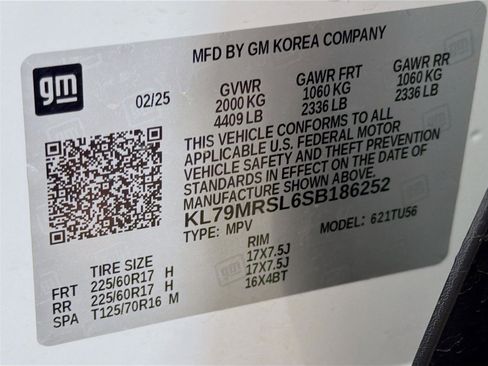 MFD BY GM KOREA COMPANY
gm
02/25
GVWR GAWR FRT GAWR RR
2000 KG 1060 KG 1060 KG
4409 LB 2336 LB 2336 LB
THIS VEHICLE CONFORMS TO ALL
APPLICABLE U.S. FEDERAL MOTOR
VEHICLE SAFETY AND THEFT PREVENTION
STANDARDS IN EFFECT ON THE DATE OF
MANUFACTURE SHOWN ABOVE.
KL79MRSL6SB186252
TYPE: MPV MODEL: 621TU56
TIRE SIZE RIM
FRT 225/60R17 H 17X7.5J
RR 225/60R17 H 17X7.5J
SPA T125/70R16 M 16X4BT